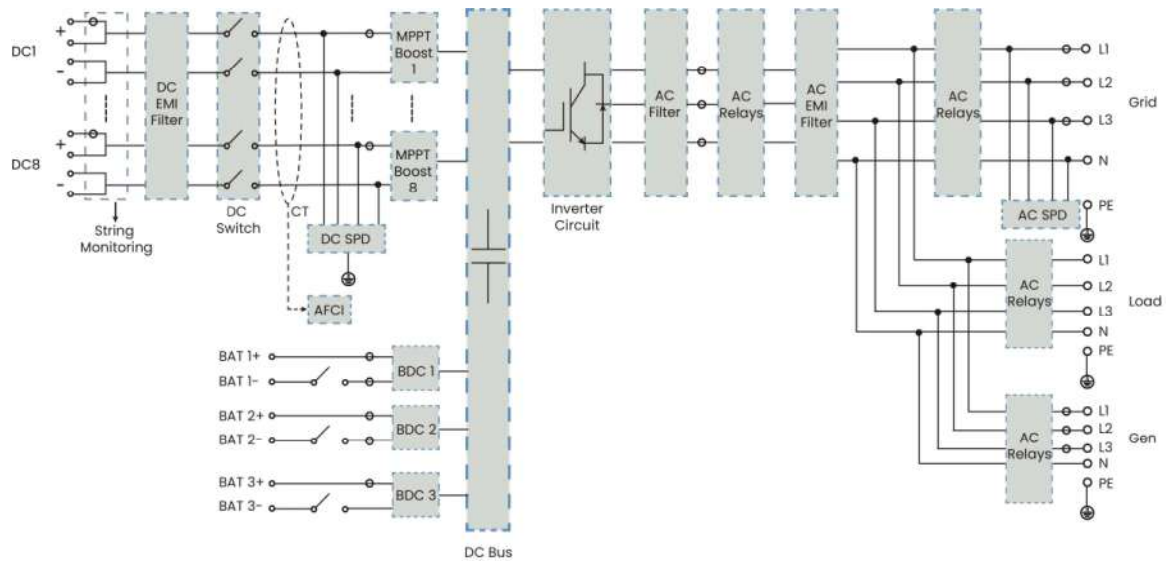 DC1
+
-
DC8
+
-
String
Monitoring
DC
EMI
Filter
DC
Switch
CT
DC SPD
AFCI
MPPT
Boost
1
MPPT
Boost
8
BAT 1+
BAT 1-
BAT 2+
BAT 2-
BAT 3+
BAT 3-
BDC 1
BDC 2
BDC 3
DC Bus
Inverter
Circuit
AC
Filter
AC
Relays
AC
EMI
Filter
AC
Relays
L1
L2
Grid
L3
N
PE
AC SPD
AC
Relays
L1
L2
Load
L3
N
PE
AC
Relays
L1
L2
Gen
L3
N
PE